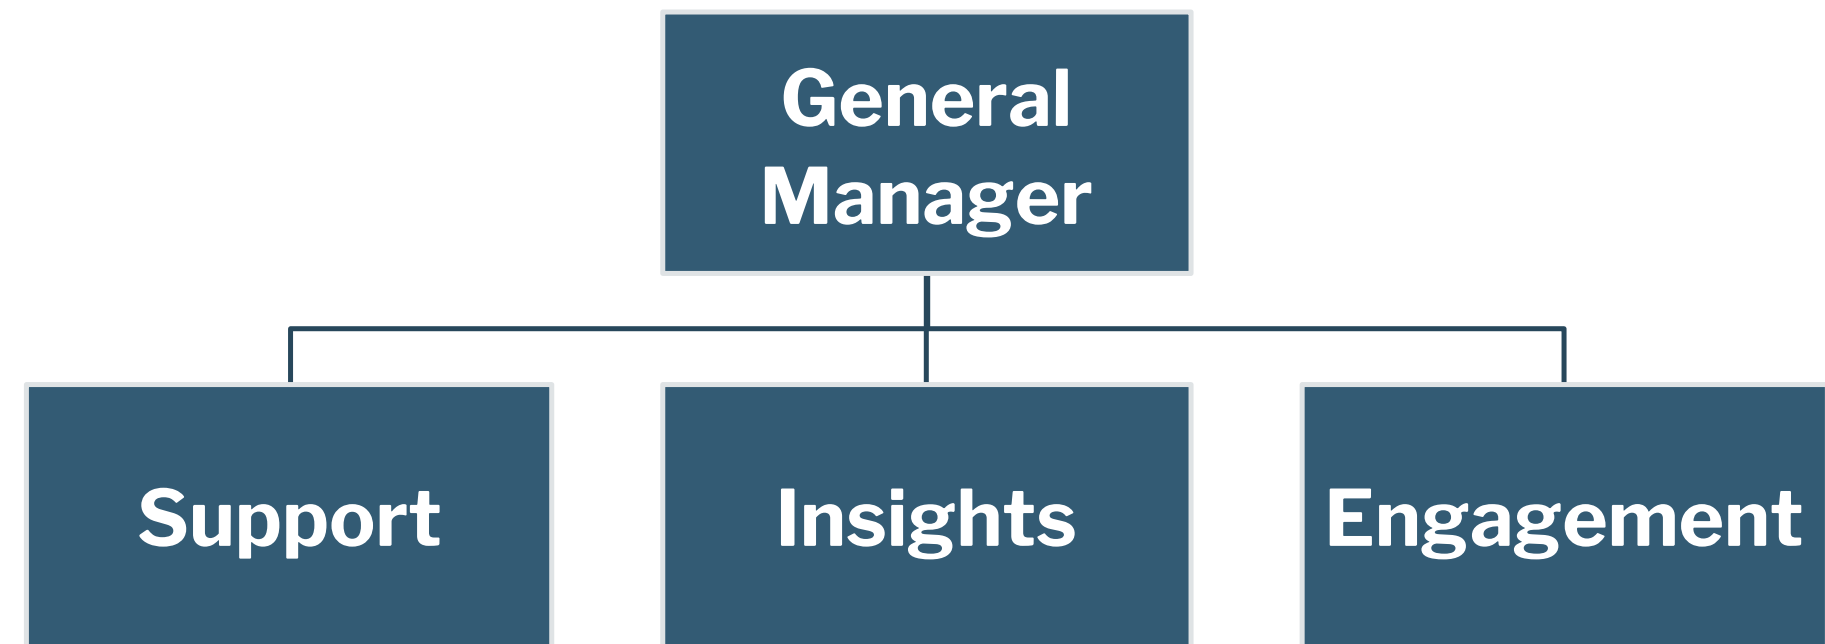 General
Manager
Support
Insights
Engagement